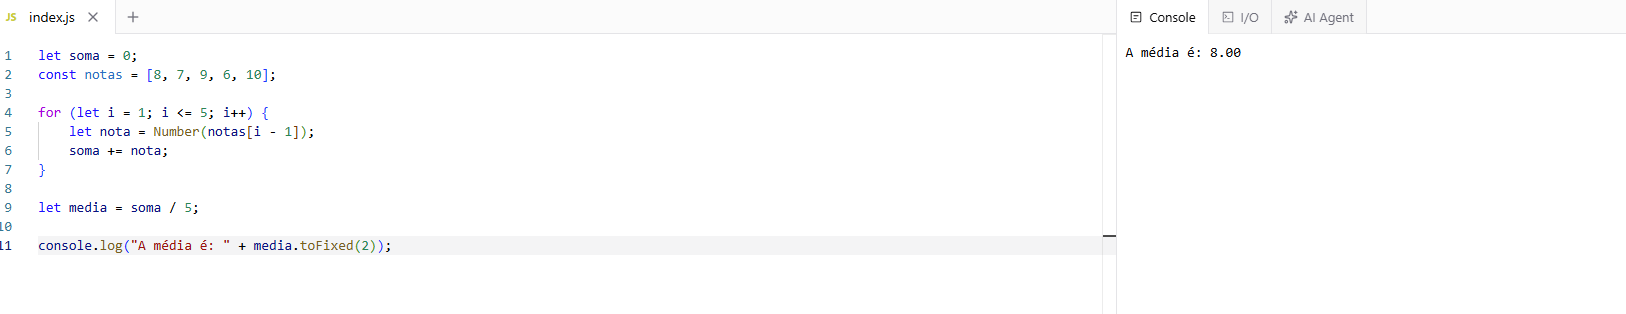 JS index.js
Console I/O AI Agent
1 let soma = 0;
2 const notas = [8, 7, 9, 6, 10];
3
4 for (let i = 1; i <= 5; i++) {
5     let nota = Number(notas[i - 1]);
6     soma += nota;
7 }
8
9 let media = soma / 5;
10
11 console.log("A média é: " + media.toFixed(2));
A média é: 8.00